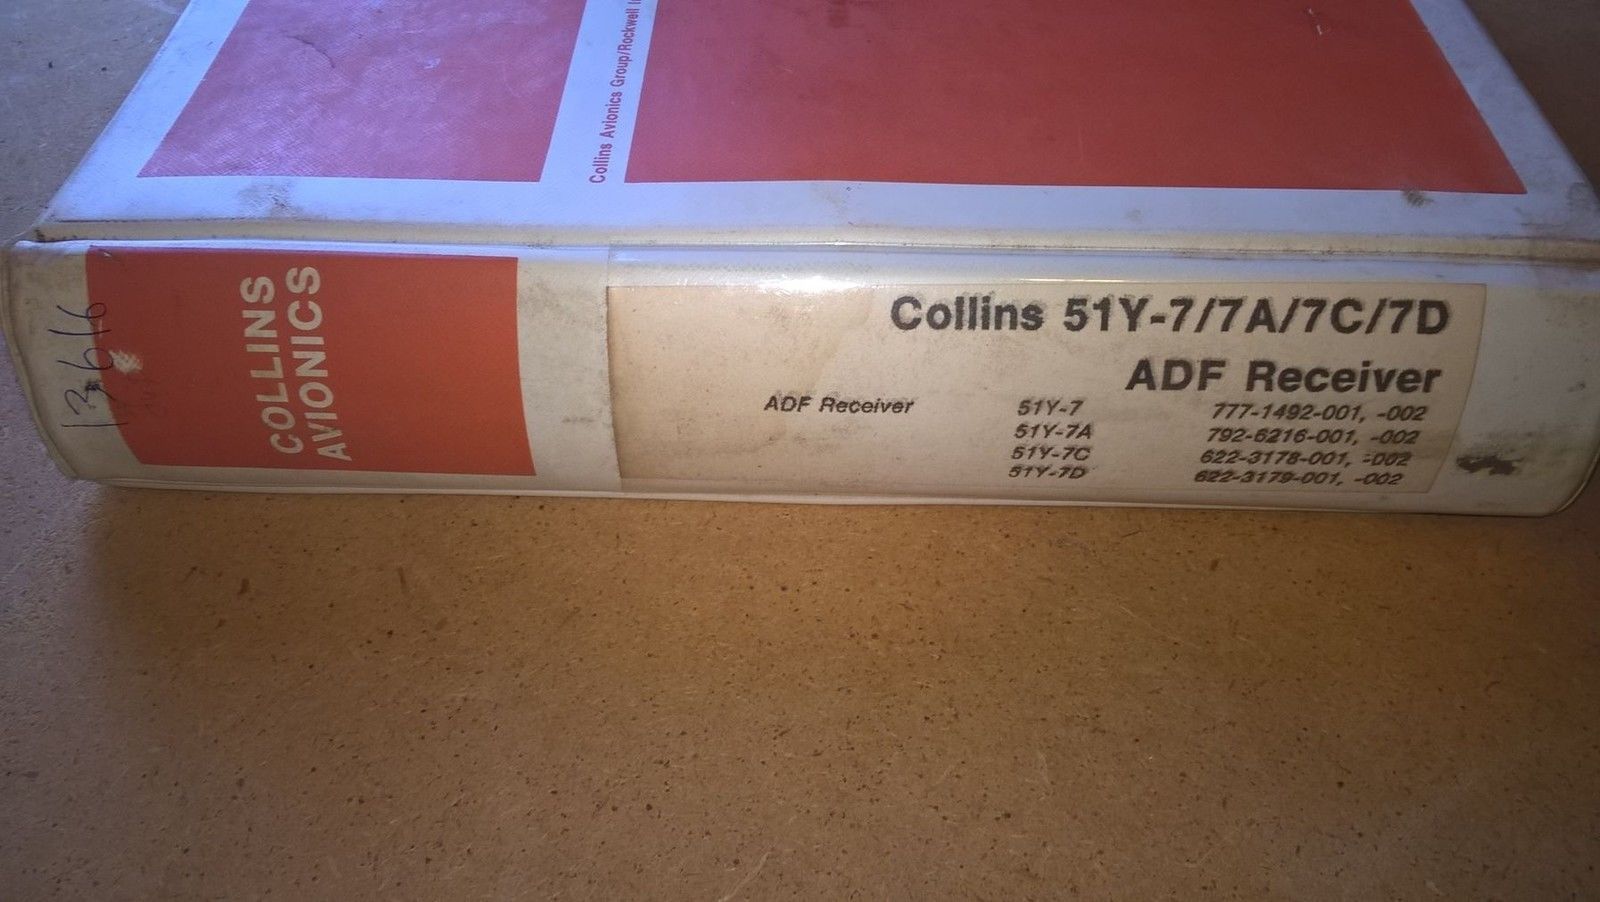 Collins Avionics Group/Rockwell
13616
COLLINS
AVIONICS
Collins 51Y-7/7A/7C/7D
ADF Receiver
ADF Receiver 51Y-7 777-1492-001, -002
51Y-7A 792-6216-001, -002
51Y-7C 622-3178-001, -002
51Y-7D 622-3179-001, -002